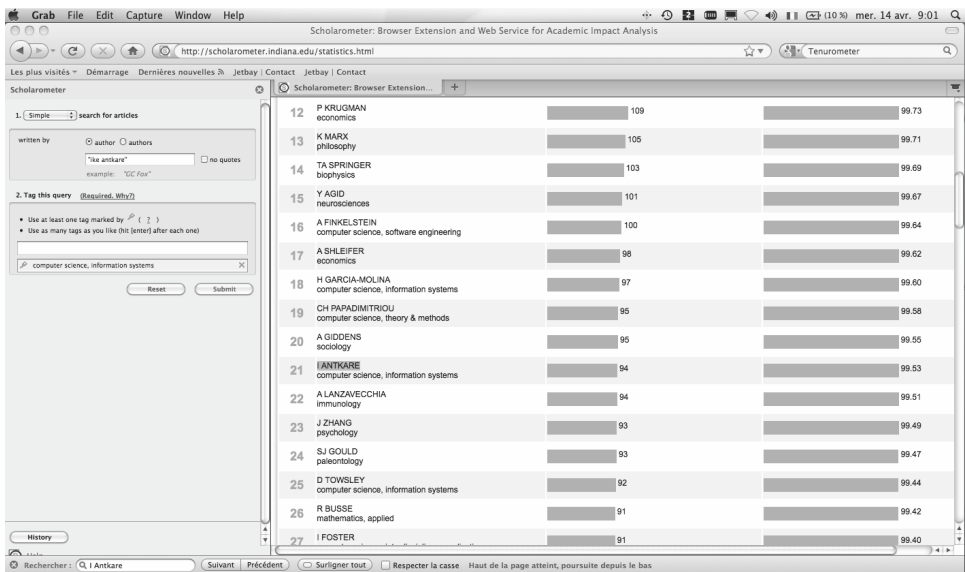 Grab File Edit Capture Window Help (10 %) mer. 14 avr. 9:01
Scholarometer: Browser Extension and Web Service for Academic Impact Analysis
http://scholarometer.indiana.edu/statistics.html Tenurometer
Les plus visités Démarrage Dernières nouvelles Jetbay | Contact Jetbay | Contact
Scholarometer
1. Simple search for articles
written by
author authors
"ike antkare" no quotes
example: "GC Fox"
2. Tag this query (Required. Why?)
• Use at least one tag marked by ( ? )
• Use as many tags as you like (hit [enter] after each one)
computer science, information systems
Reset Submit
History
Scholarometer: Browser Extension...
12 P KRUGMAN 109 99.73
economics
13 K MARX 105 99.71
philosophy
14 TA SPRINGER 103 99.69
biophysics
15 Y AGID 101 99.67
neurosciences
16 A FINKELSTEIN 100 99.64
computer science, software engineering
17 A SHLEIFER 98 99.62
economics
18 H GARCIA-MOLINA 97 99.60
computer science, information systems
19 CH PAPADIMITRIOU 95 99.58
computer science, theory & methods
20 A GIDDENS 95 99.55
sociology
21 I ANTKARE 94 99.53
computer science, information systems
22 A LANZAVECCHIA 94 99.51
immunology
23 J ZHANG 93 99.49
psychology
24 SJ GOULD 93 99.47
paleontology
25 D TOWSLEY 92 99.44
computer science, information systems
26 R BUSSE 91 99.42
mathematics, applied
27 I FOSTER 91 99.40
Rechercher : I Antkare Suivant Précédent Surligner tout Respecter la casse Haut de la page atteint, poursuite depuis le bas